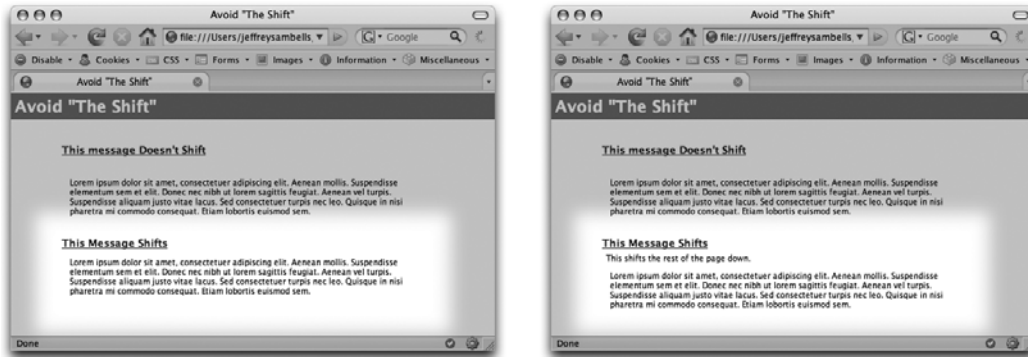 Avoid "The Shift"
file:///Users/jeffreysambells, G Google
Disable Cookies CSS Forms Images Information Miscellaneous
Avoid "The Shift"
Avoid "The Shift"
This message Doesn't Shift
Lorem ipsum dolor sit amet, consectetuer adipiscing elit. Aenean mollis. Suspendisse
elementum sem et elit. Donec nec nibh ut lorem sagittis feugiat. Aenean vel turpis.
Suspendisse aliquam justo vitae lacus. Sed consectetuer turpis nec leo. Quisque in nisi
pharetra mi commodo consequat. Etiam lobortis euismod sem.
This Message Shifts
Lorem ipsum dolor sit amet, consectetuer adipiscing elit. Aenean mollis. Suspendisse
elementum sem et elit. Donec nec nibh ut lorem sagittis feugiat. Aenean vel turpis.
Suspendisse aliquam justo vitae lacus. Sed consectetuer turpis nec leo. Quisque in nisi
pharetra mi commodo consequat. Etiam lobortis euismod sem.
Done
Avoid "The Shift"
file:///Users/jeffreysambells, G Google
Disable Cookies CSS Forms Images Information Miscellaneous
Avoid "The Shift"
Avoid "The Shift"
This message Doesn't Shift
Lorem ipsum dolor sit amet, consectetuer adipiscing elit. Aenean mollis. Suspendisse
elementum sem et elit. Donec nec nibh ut lorem sagittis feugiat. Aenean vel turpis.
Suspendisse aliquam justo vitae lacus. Sed consectetuer turpis nec leo. Quisque in nisi
pharetra mi commodo consequat. Etiam lobortis euismod sem.
This Message Shifts
This shifts the rest of the page down.
Lorem ipsum dolor sit amet, consectetuer adipiscing elit. Aenean mollis. Suspendisse
elementum sem et elit. Donec nec nibh ut lorem sagittis feugiat. Aenean vel turpis.
Suspendisse aliquam justo vitae lacus. Sed consectetuer turpis nec leo. Quisque in nisi
pharetra mi commodo consequat. Etiam lobortis euismod sem.
Done